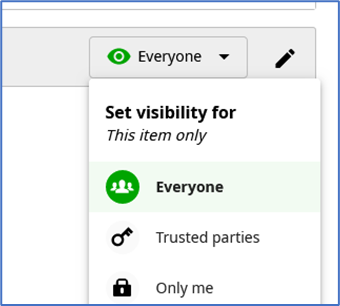 Everyone
Set visibility for
This item only
Everyone
Trusted parties
Only me